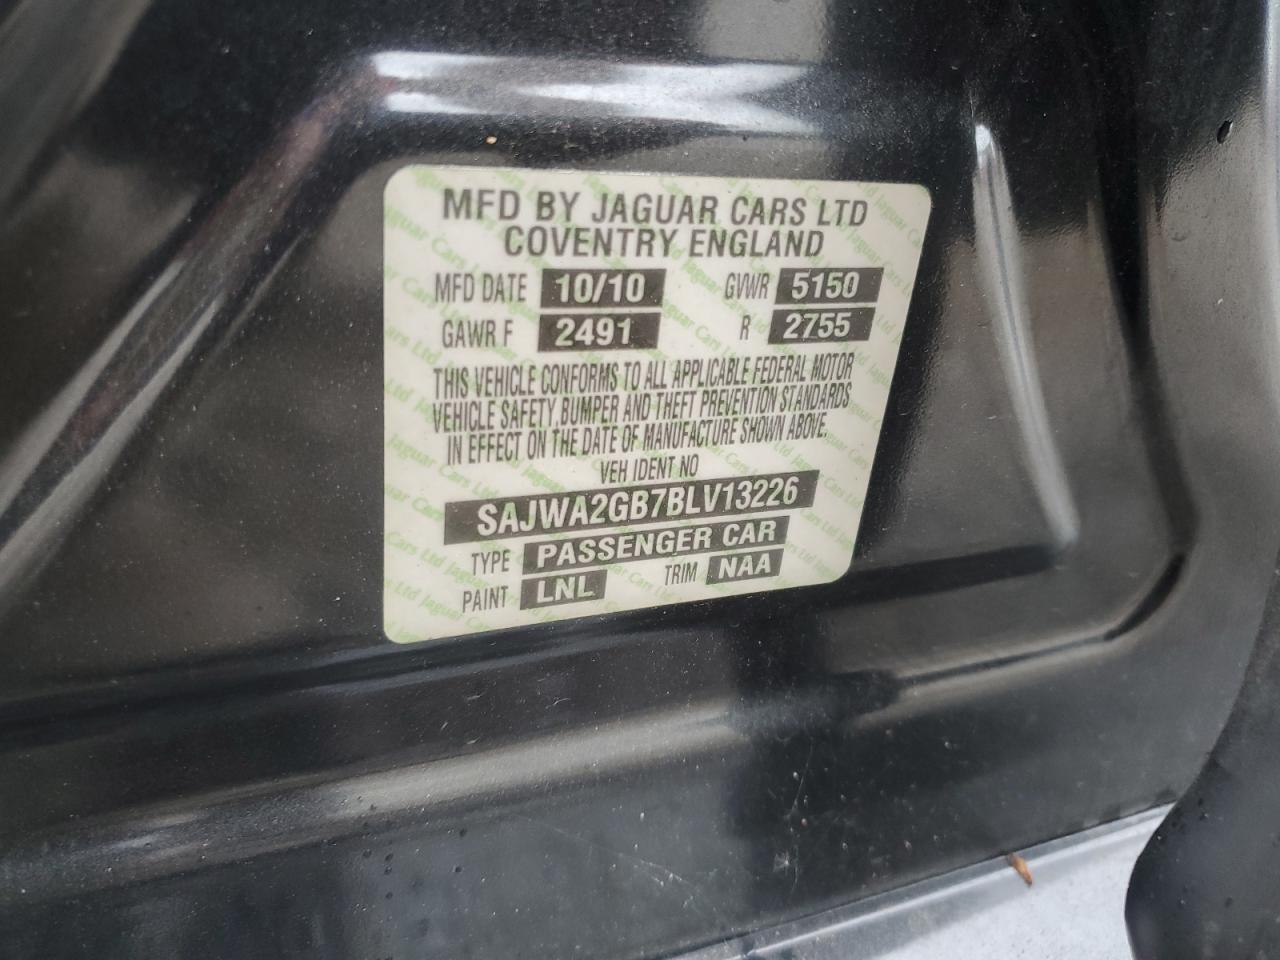 MFD BY JAGUAR CARS LTD
COVENTRY ENGLAND
MFD DATE 10/10 GVWR 5150
GAWR F 2491 R 2755
THIS VEHICLE CONFORMS TO ALL APPLICABLE FEDERAL MOTOR
VEHICLE SAFETY, BUMPER AND THEFT PREVENTION STANDARDS
IN EFFECT ON THE DATE OF MANUFACTURE SHOWN ABOVE.
VEH IDENT NO
SAJWA2GB7BLV13226
TYPE PASSENGER CAR
PAINT LNL TRIM NAA